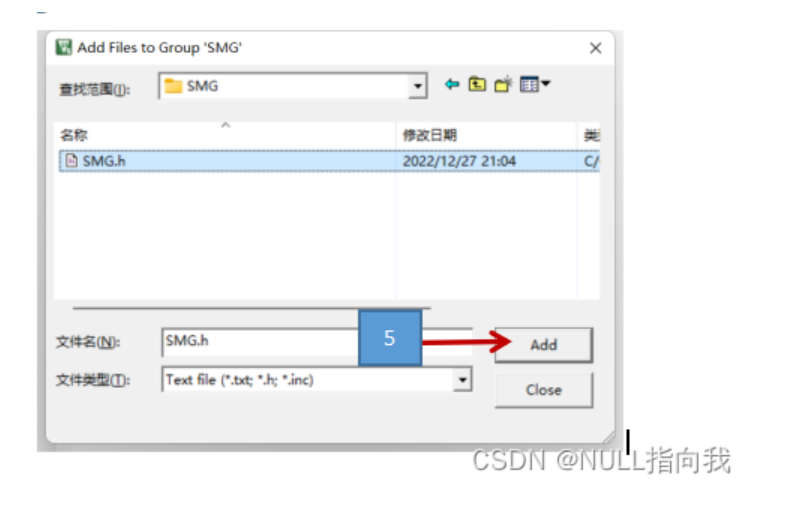 Add Files to Group 'SMG'
查找范围(I):
SMG
名称 修改日期 类
SMG.h 2022/12/27 21:04 C/
文件名(N): SMG.h
5
Add
文件类型(T): Text file (*.txt; *.h; *.inc)
Close
CSDN @NULL指向我